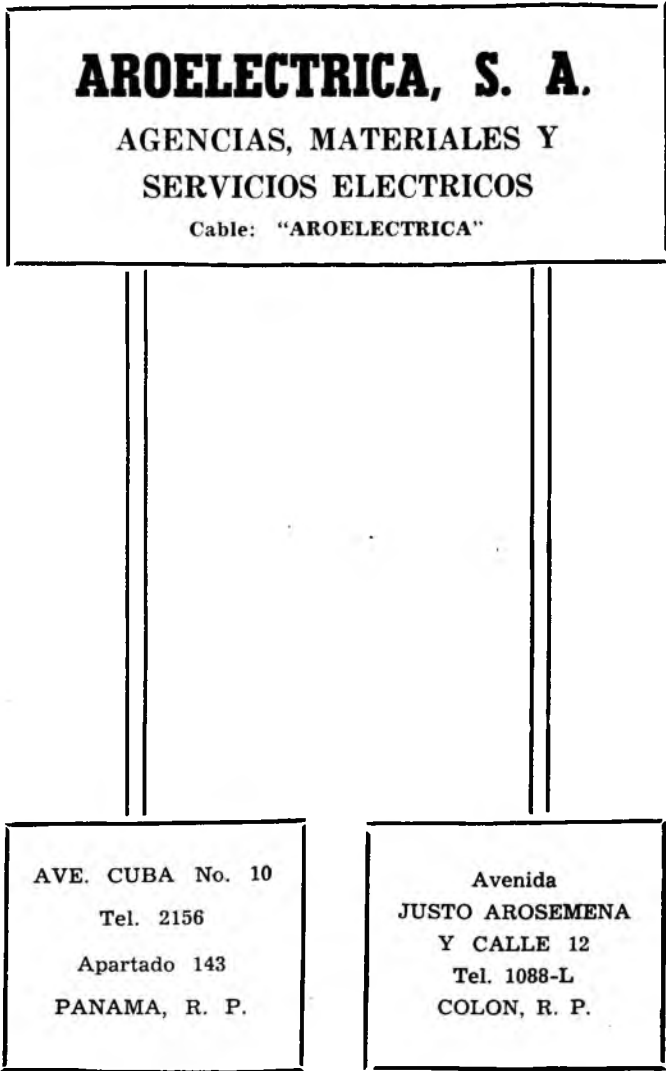 AROELECTRICA, S. A.
AGENCIAS, MATERIALES Y
SERVICIOS ELECTRICOS
Cable: "AROELECTRICA"
AVE. CUBA No. 10
Tel. 2156
Apartado 143
PANAMA, R. P.
Avenida
JUSTO AROSEMENA
Y CALLE 12
Tel. 1088-L
COLON, R. P.